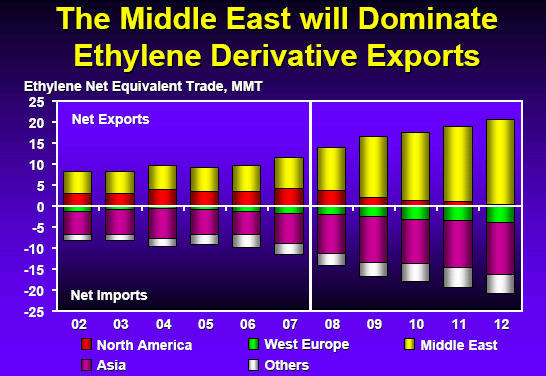 The Middle East will Dominate
Ethylene Derivative Exports
Ethylene Net Equivalent Trade, MMT
25
20
15
10
5
0
-5
-10
-15
-20
-25
Net Exports
Net Imports
02 03 04 05 06 07 08 09 10 11 12
North America West Europe Middle East
Asia Others